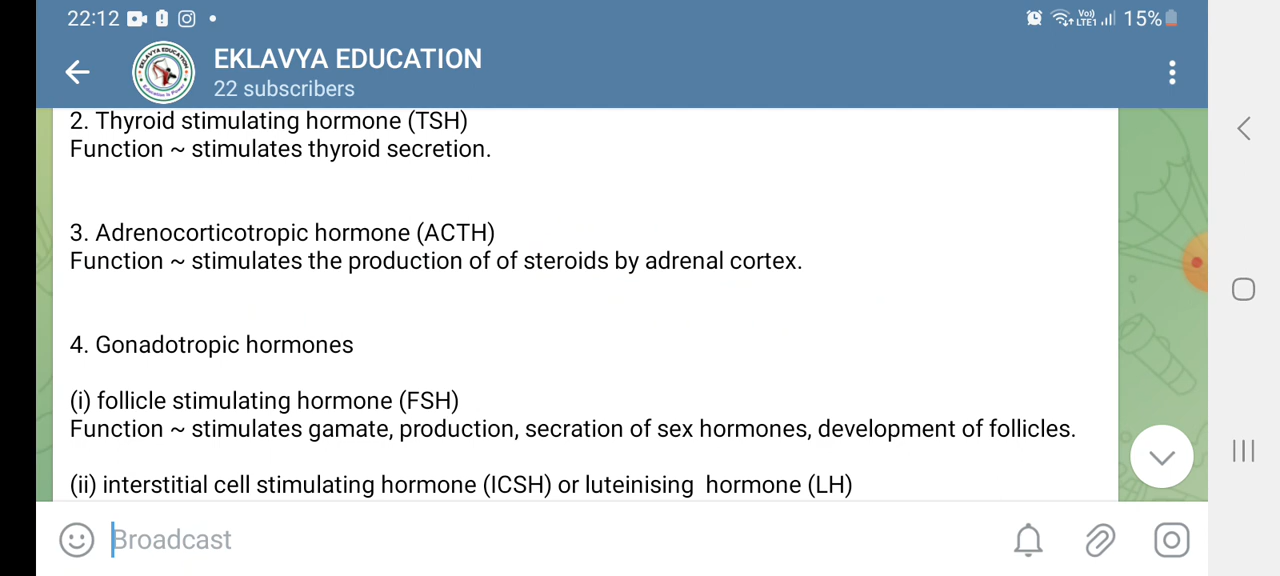 22:12
Vo)) LTE1 15%
EKLAVYA EDUCATION
22 subscribers
2. Thyroid stimulating hormone (TSH)
Function ~ stimulates thyroid secretion.
3. Adrenocorticotropic hormone (ACTH)
Function ~ stimulates the production of of steroids by adrenal cortex.
4. Gonadotropic hormones
(i) follicle stimulating hormone (FSH)
Function ~ stimulates gamate, production, secration of sex hormones, development of follicles.
(ii) interstitial cell stimulating hormone (ICSH) or luteinising  hormone (LH)
Broadcast